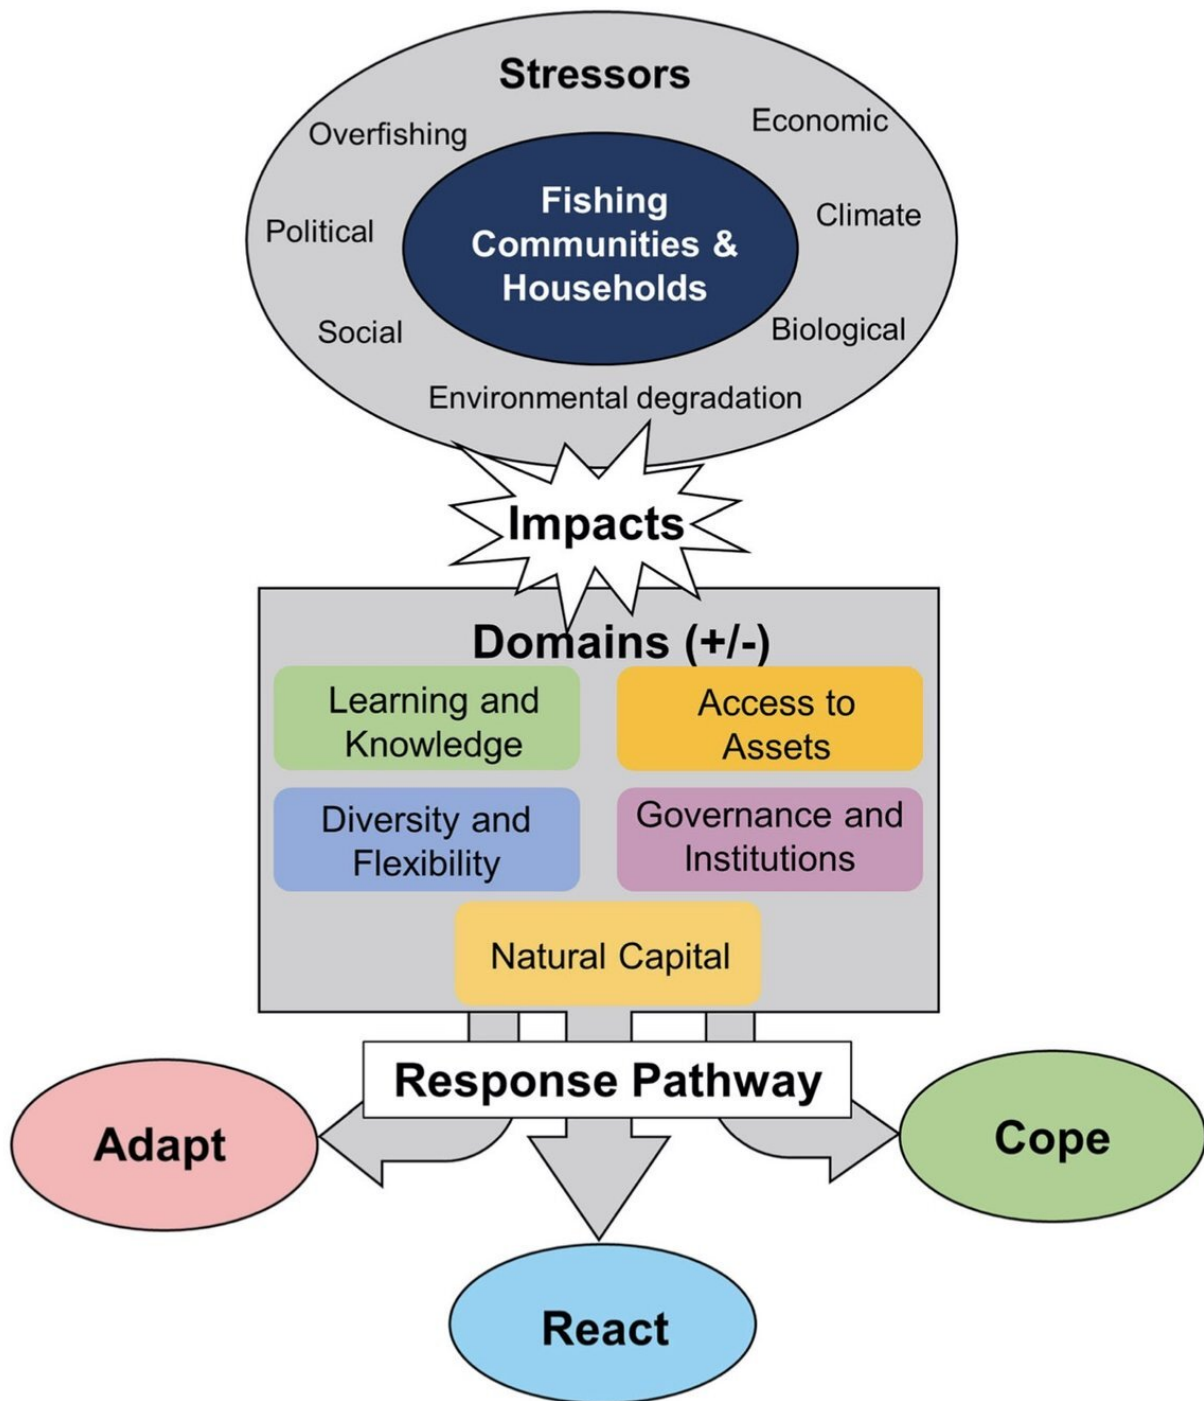 Stressors
Overfishing
Economic
Fishing
Communities &
Households
Political
Climate
Social
Biological
Environmental degradation
Impacts
Domains (+/-)
Learning and
Knowledge
Access to
Assets
Diversity and
Flexibility
Governance and
Institutions
Natural Capital
Response Pathway
Adapt
Cope
React